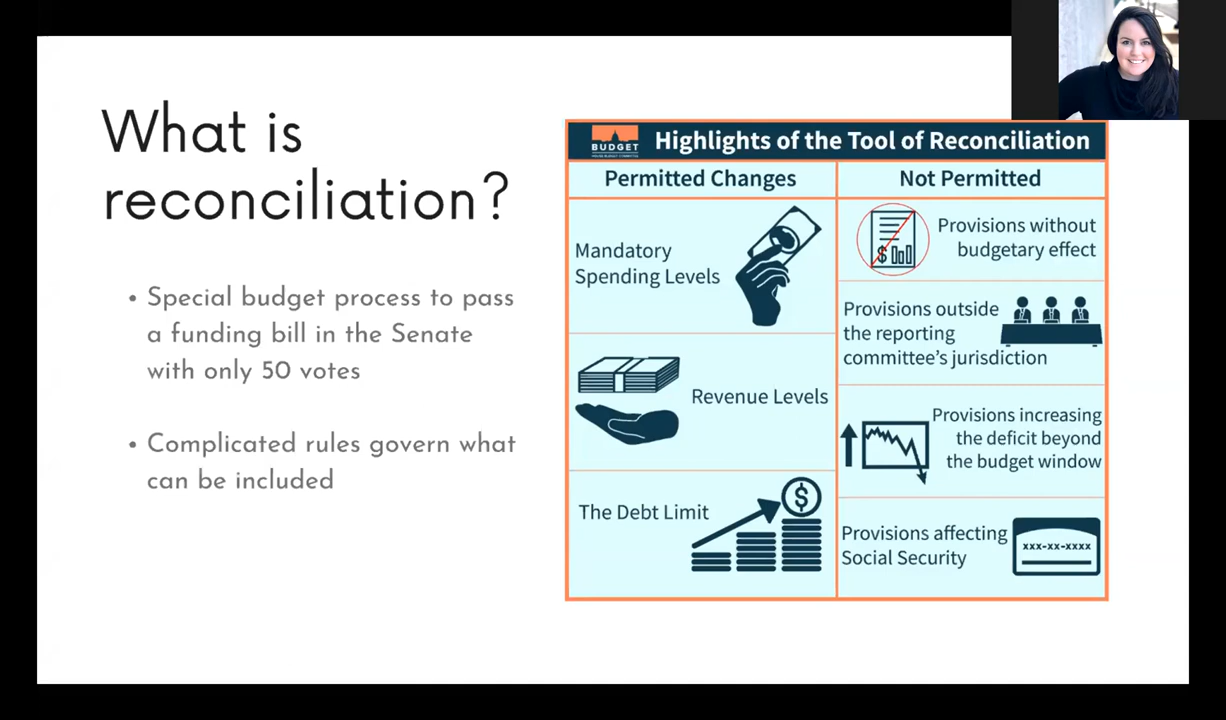 What is
reconciliation?
• Special budget process to pass
a funding bill in the Senate
with only 50 votes
• Complicated rules govern what
can be included
BUDGET
HOUSE BUDGET COMMITTEE
Highlights of the Tool of Reconciliation
Permitted Changes
Mandatory
Spending Levels
Revenue Levels
The Debt Limit
$
Not Permitted
$
Provisions without
budgetary effect
Provisions outside
the reporting
committee's jurisdiction
Provisions increasing
the deficit beyond
the budget window
Provisions affecting
Social Security
xxx-xx-xxxx